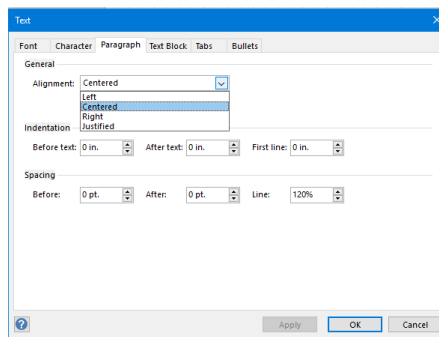 Text
Font Character Paragraph Text Block Tabs Bullets
General
Alignment: Centered
Left
Centered
Right
Justified
Indentation
Before text: 0 in. After text: 0 in. First line: 0 in.
Spacing
Before: 0 pt. After: 0 pt. Line: 120%
Apply OK Cancel